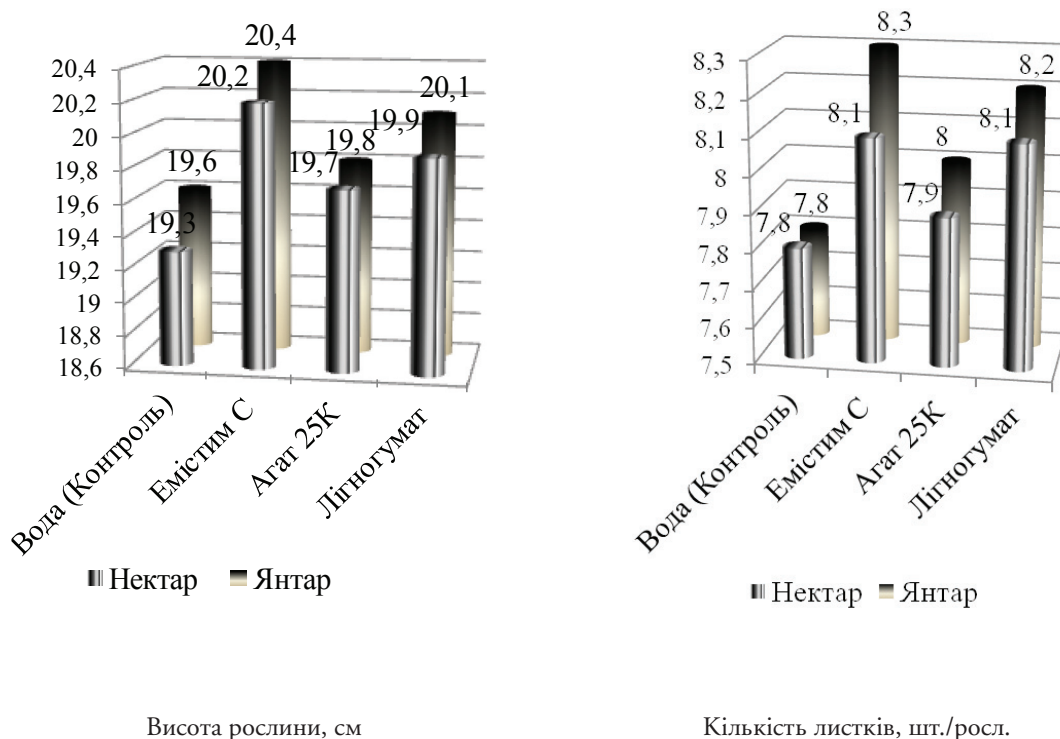 20,4
20,2
20
19,8
19,6
19,4
19,2
19
18,8
18,6
19,3
19,6
20,2
20,4
19,7
19,8
19,9
20,1
Вода (Контроль)
Емістим С
Агат 25К
Лігногумат
Нектар Янтар
Висота рослини, см
8,3
8,2
8,1
8
7,9
7,8
7,7
7,6
7,5
7,8
7,8
8,1
8,3
7,9
8
8,1
8,2
Вода (Контроль)
Емістим С
Агат 25К
Лігногумат
Нектар Янтар
Кількість листків, шт./росл.